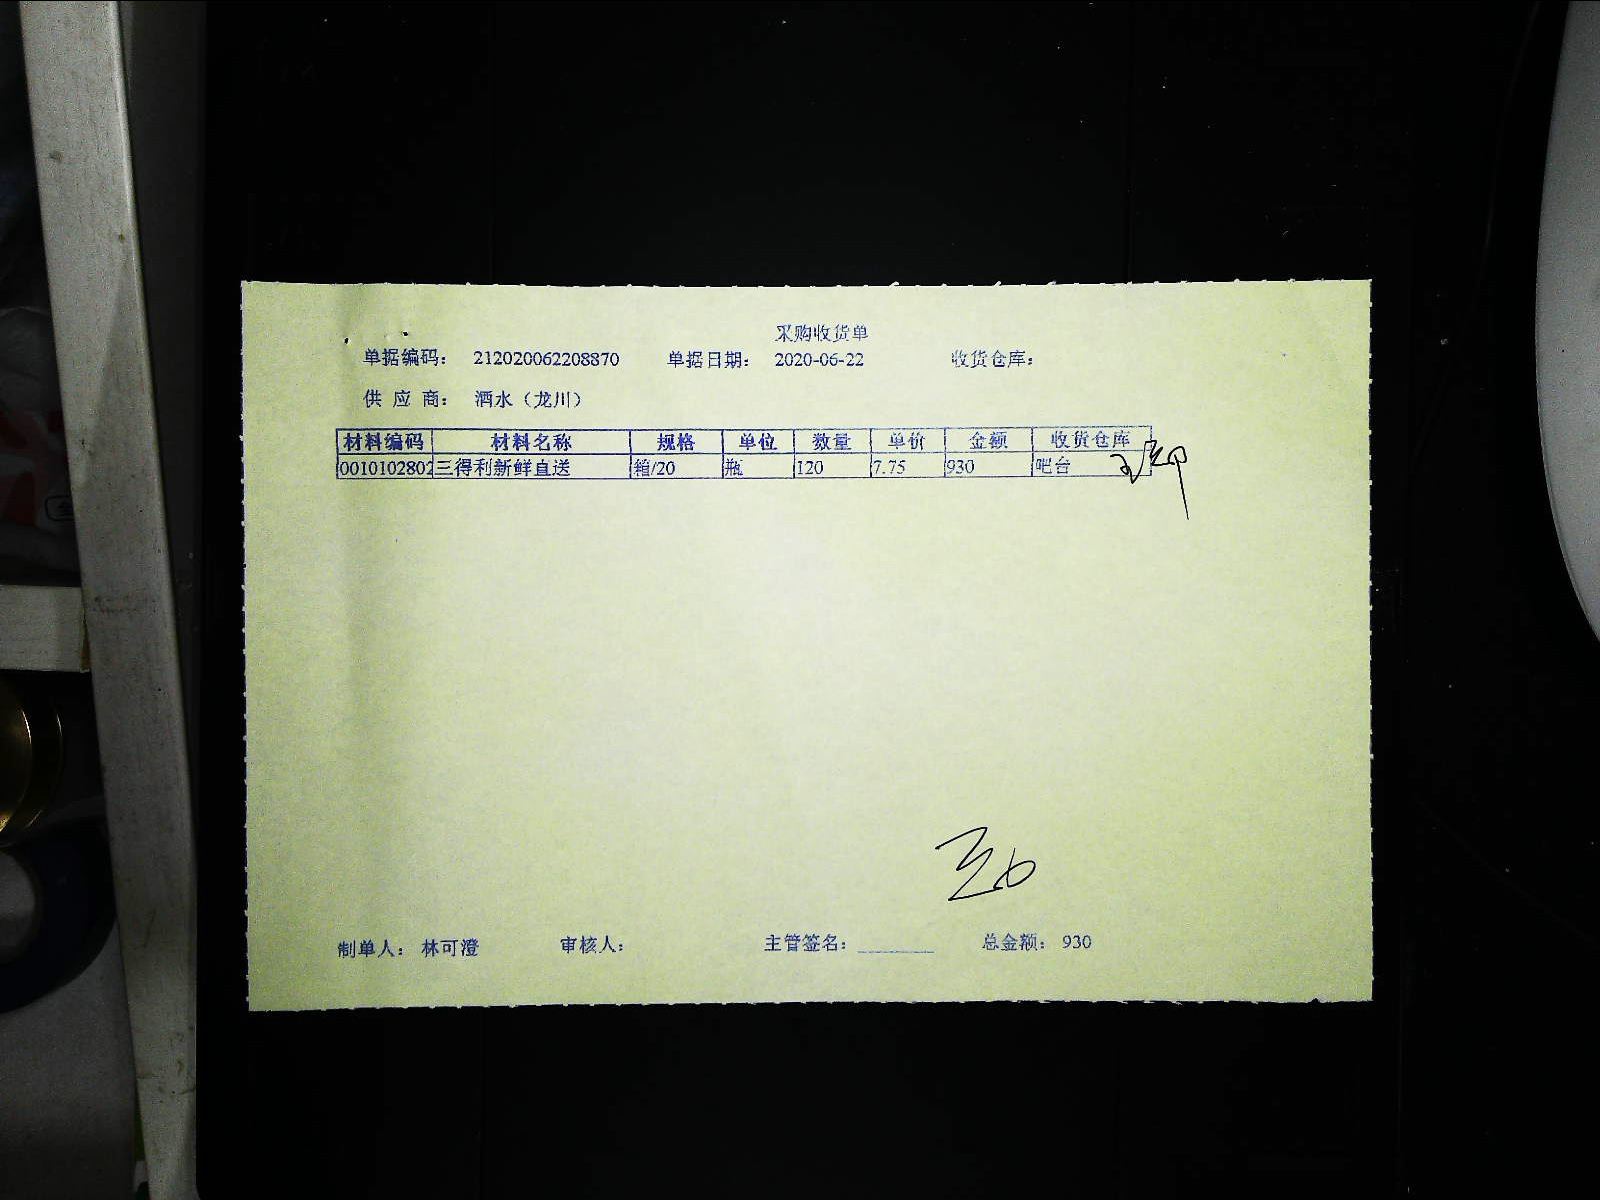 采购收货单
单据编码： 212020062208870 单据日期： 2020-06-22 收货仓库：
供 应 商： 酒水（龙川）
材料编码 材料名称 规格 单位 数量 单价 金额 收货仓库
0010102802 三得利新鲜直送 箱/20 瓶 120 7.75 930 吧台
制单人： 林可澄 审核人： 主管签名： 总金额： 930